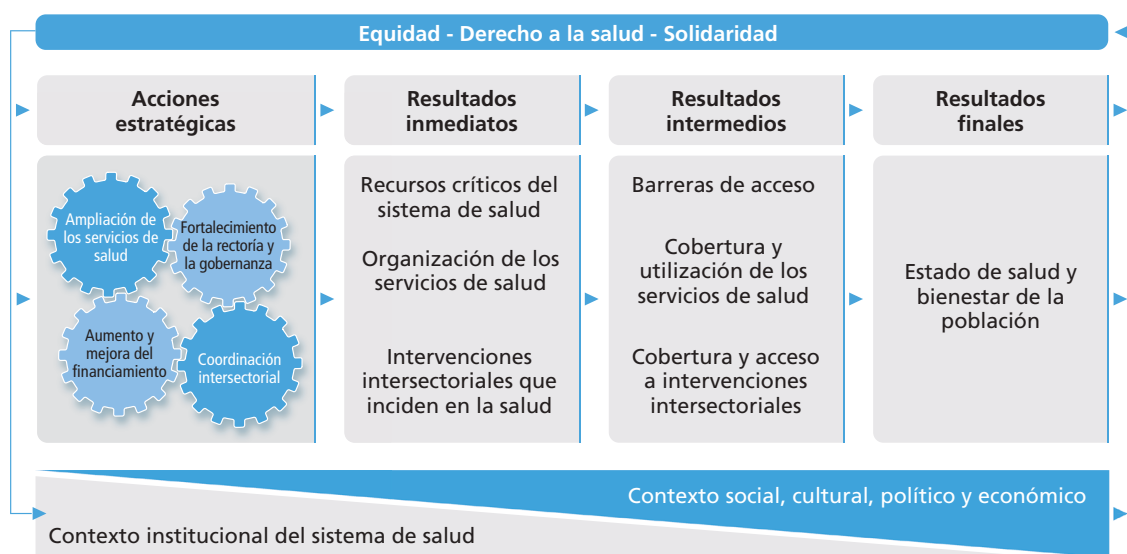 Equidad - Derecho a la salud - Solidaridad
Acciones
estratégicas
Resultados
inmediatos
Resultados
intermedios
Resultados
finales
Ampliación de
los servicios de
salud
Fortalecimiento
de la rectoría y
la gobernanza
Aumento y
mejora del
financiamiento
Coordinación
intersectorial
Recursos críticos del
sistema de salud
Organización de los
servicios de salud
Intervenciones
intersectoriales que
inciden en la salud
Barreras de acceso
Cobertura y
utilización de los
servicios de salud
Cobertura y acceso
a intervenciones
intersectoriales
Estado de salud y
bienestar de la
población
Contexto social, cultural, político y económico
Contexto institucional del sistema de salud